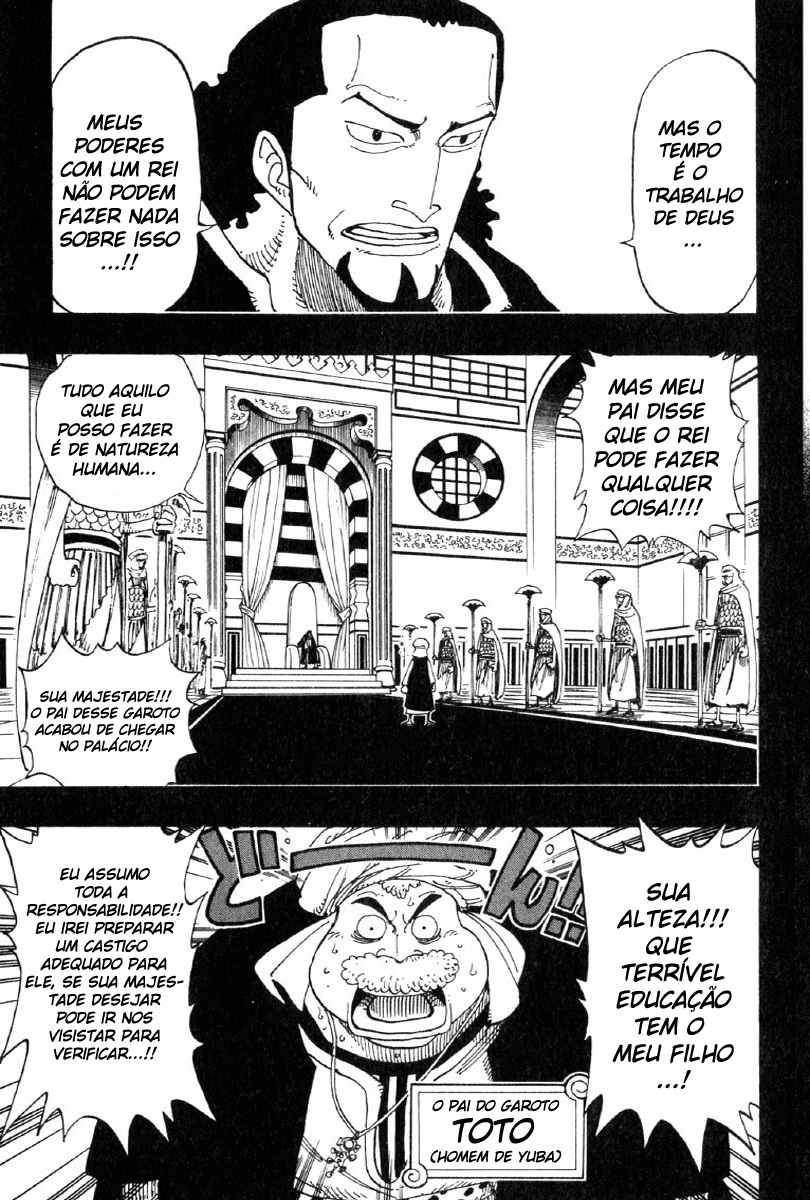 MAS O
TEMPO
É O
TRABALHO
DE DEUS
...
MEUS
PODERES
COM UM REI
NÃO PODEM
FAZER NADA
SOBRE ISSO
...!!
MAS MEU
PAI DISSE
QUE O REI
PODE FAZER
QUALQUER
COISA!!!!
TUDO AQUILO
QUE EU
POSSO FAZER
É DE NATUREZA
HUMANA...
SUA MAJESTADE!!!
O PAI DESSE GAROTO
ACABOU DE CHEGAR
NO PALÁCIO!!
どーん!!
SUA
ALTEZA!!!
QUE
TERRÍVEL
EDUCAÇÃO
TEM O
MEU FILHO
...!
EU ASSUMO
TODA A
RESPONSABILIDADE!!
EU IREI PREPARAR
UM CASTIGO
ADEQUADO PARA
ELE, SE SUA MAJES-
TADE DESEJAR
PODE IR NOS
VISISTAR PARA
VERIFICAR...!!
O PAI DO GAROTO
TOTO
(HOMEM DE YUBA)